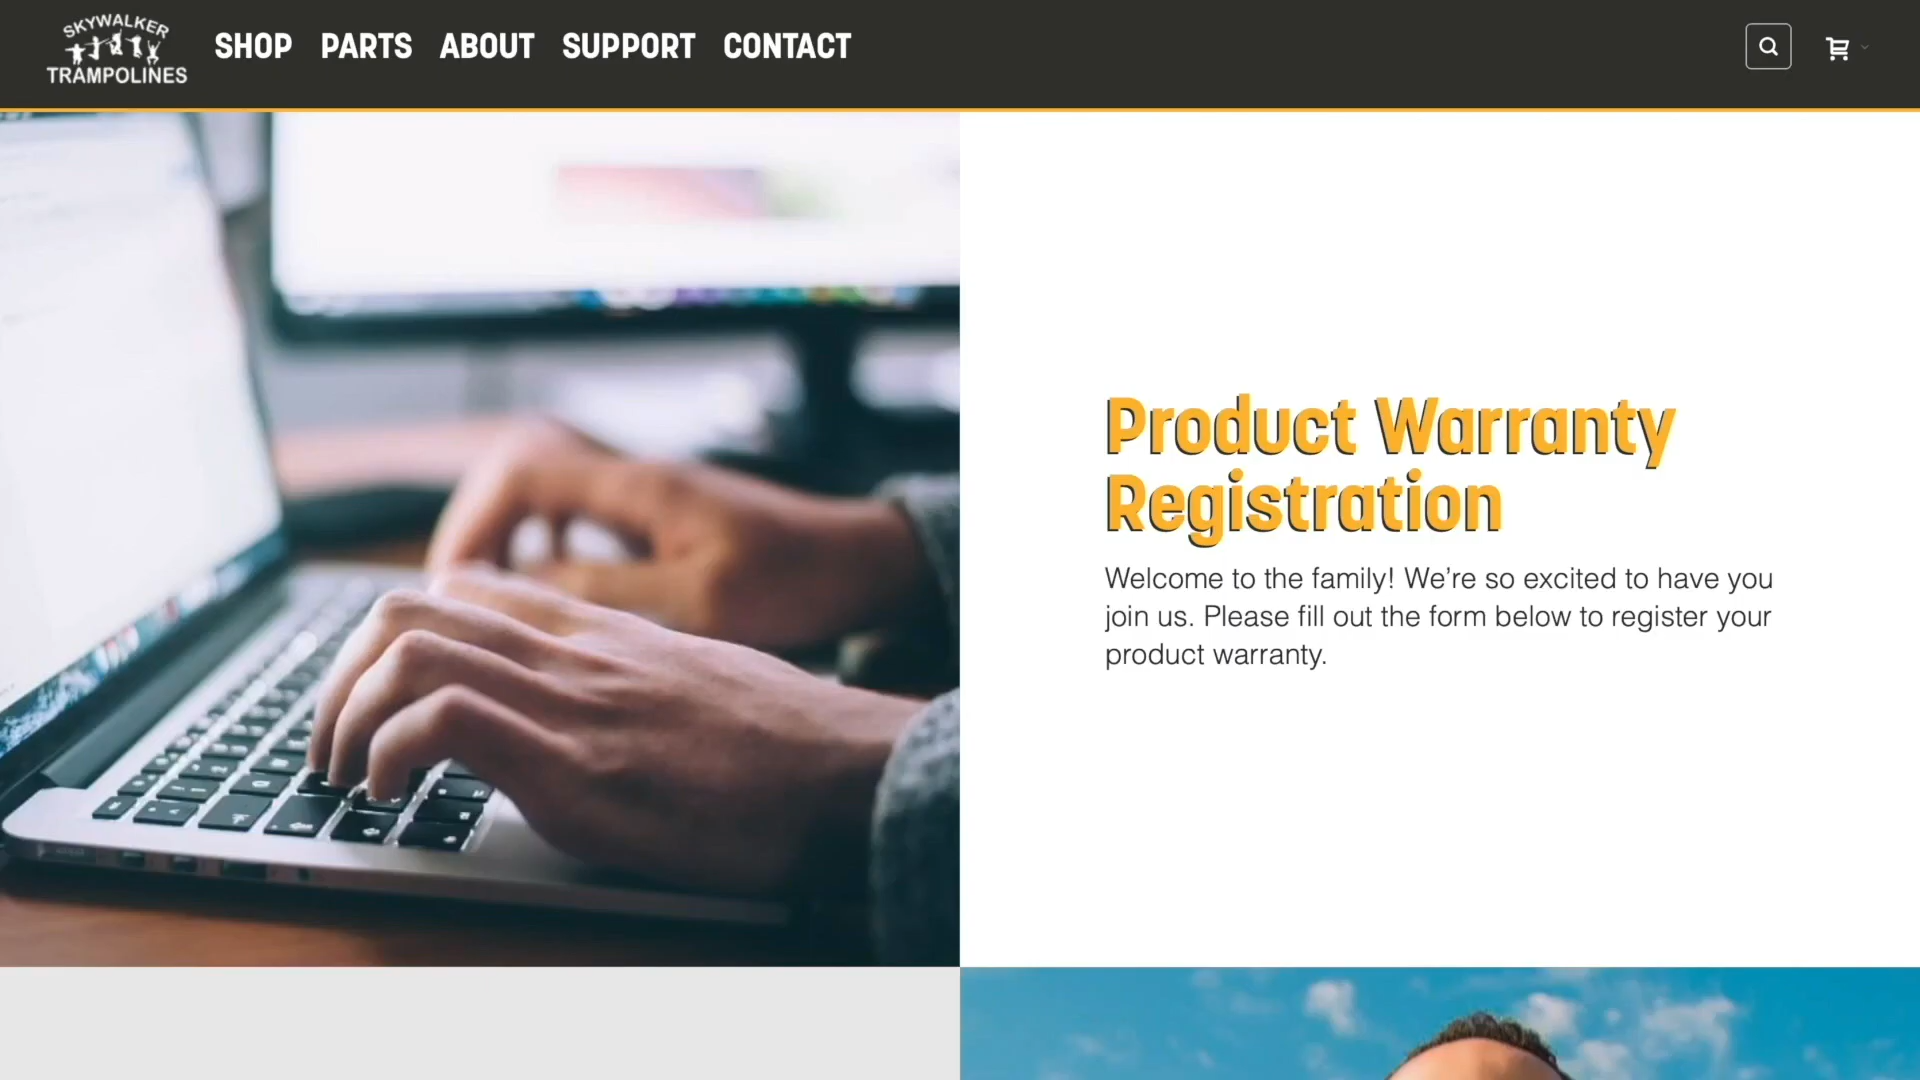 SKYWALKER
TRAMPOLINES
SHOP PARTS ABOUT SUPPORT CONTACT
Product Warranty
Registration
Welcome to the family! We’re so excited to have you
join us. Please fill out the form below to register your
product warranty.